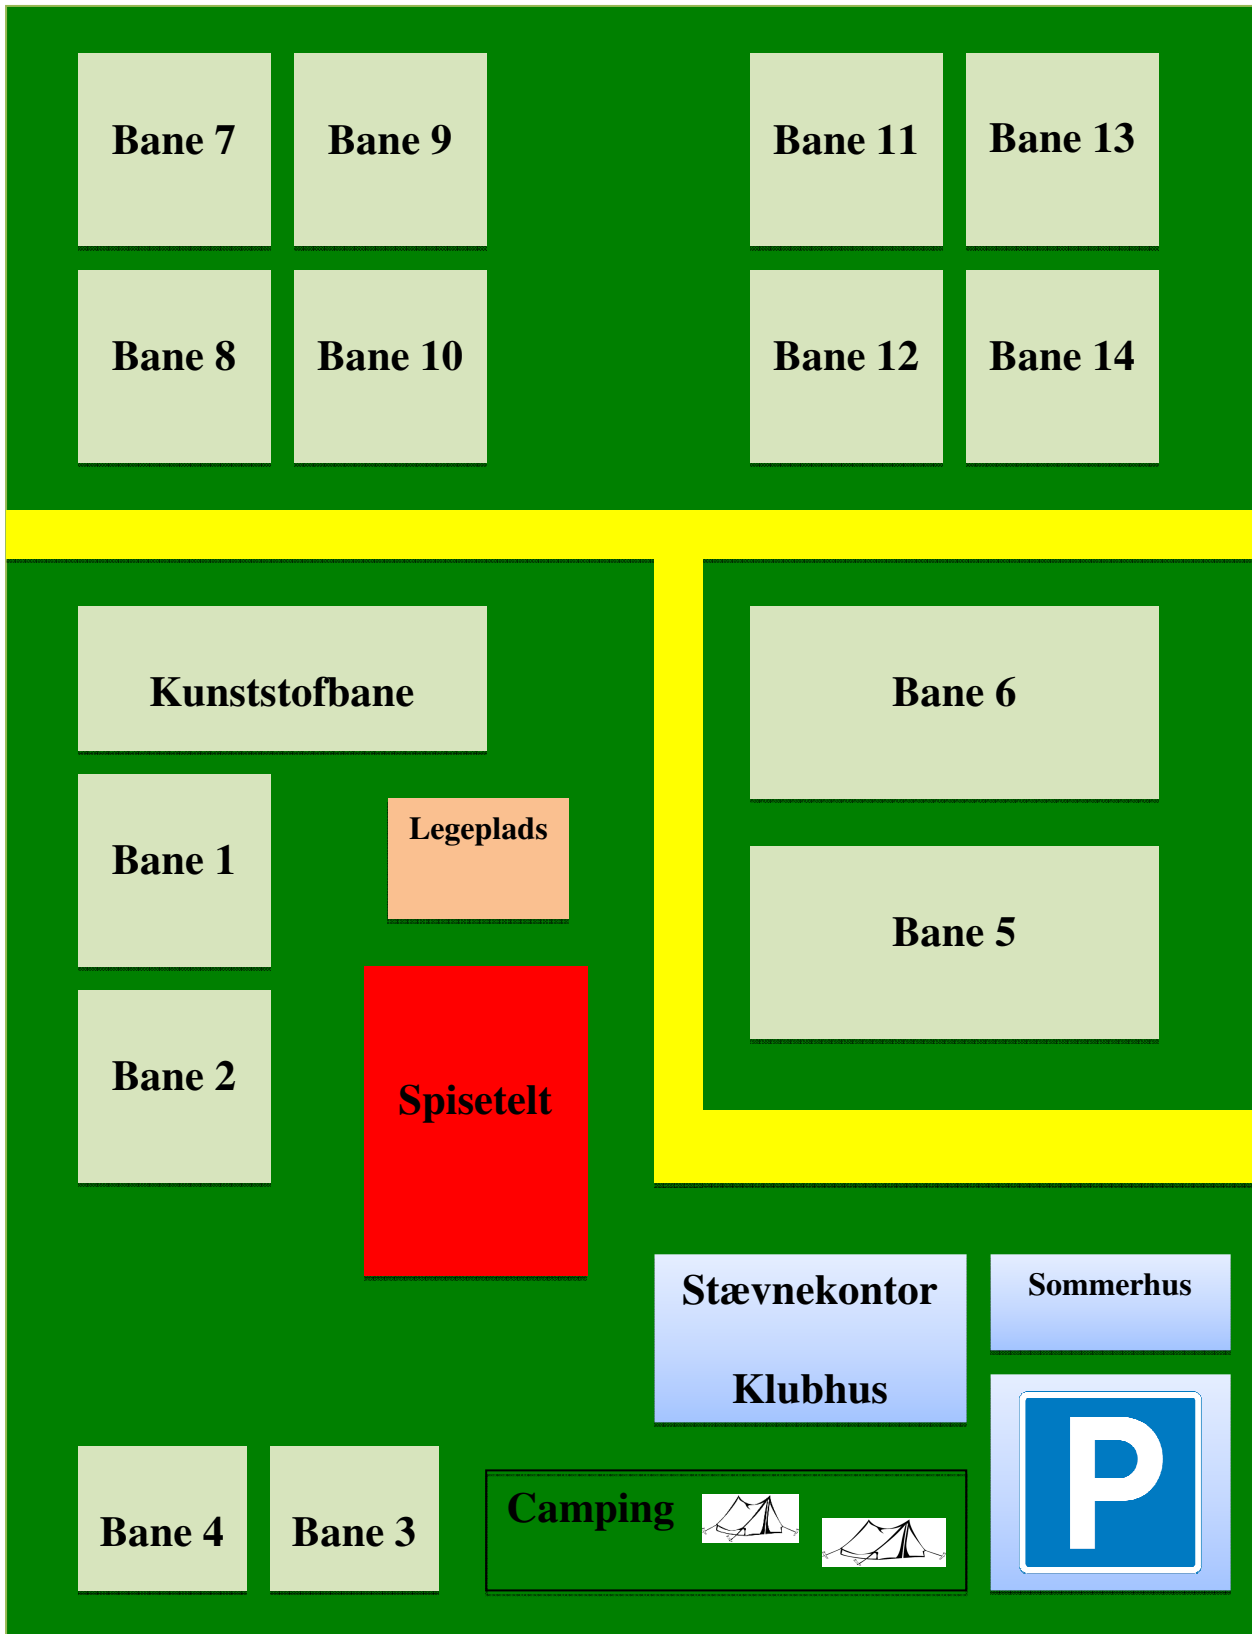 Bane 7
Bane 9
Bane 11
Bane 13
Bane 8
Bane 10
Bane 12
Bane 14
Kunststofbane
Bane 6
Legeplads
Bane 1
Bane 5
Bane 2
Spisetelt
Stævnekontor
Klubhus
Sommerhus
P
Camping
Bane 4
Bane 3